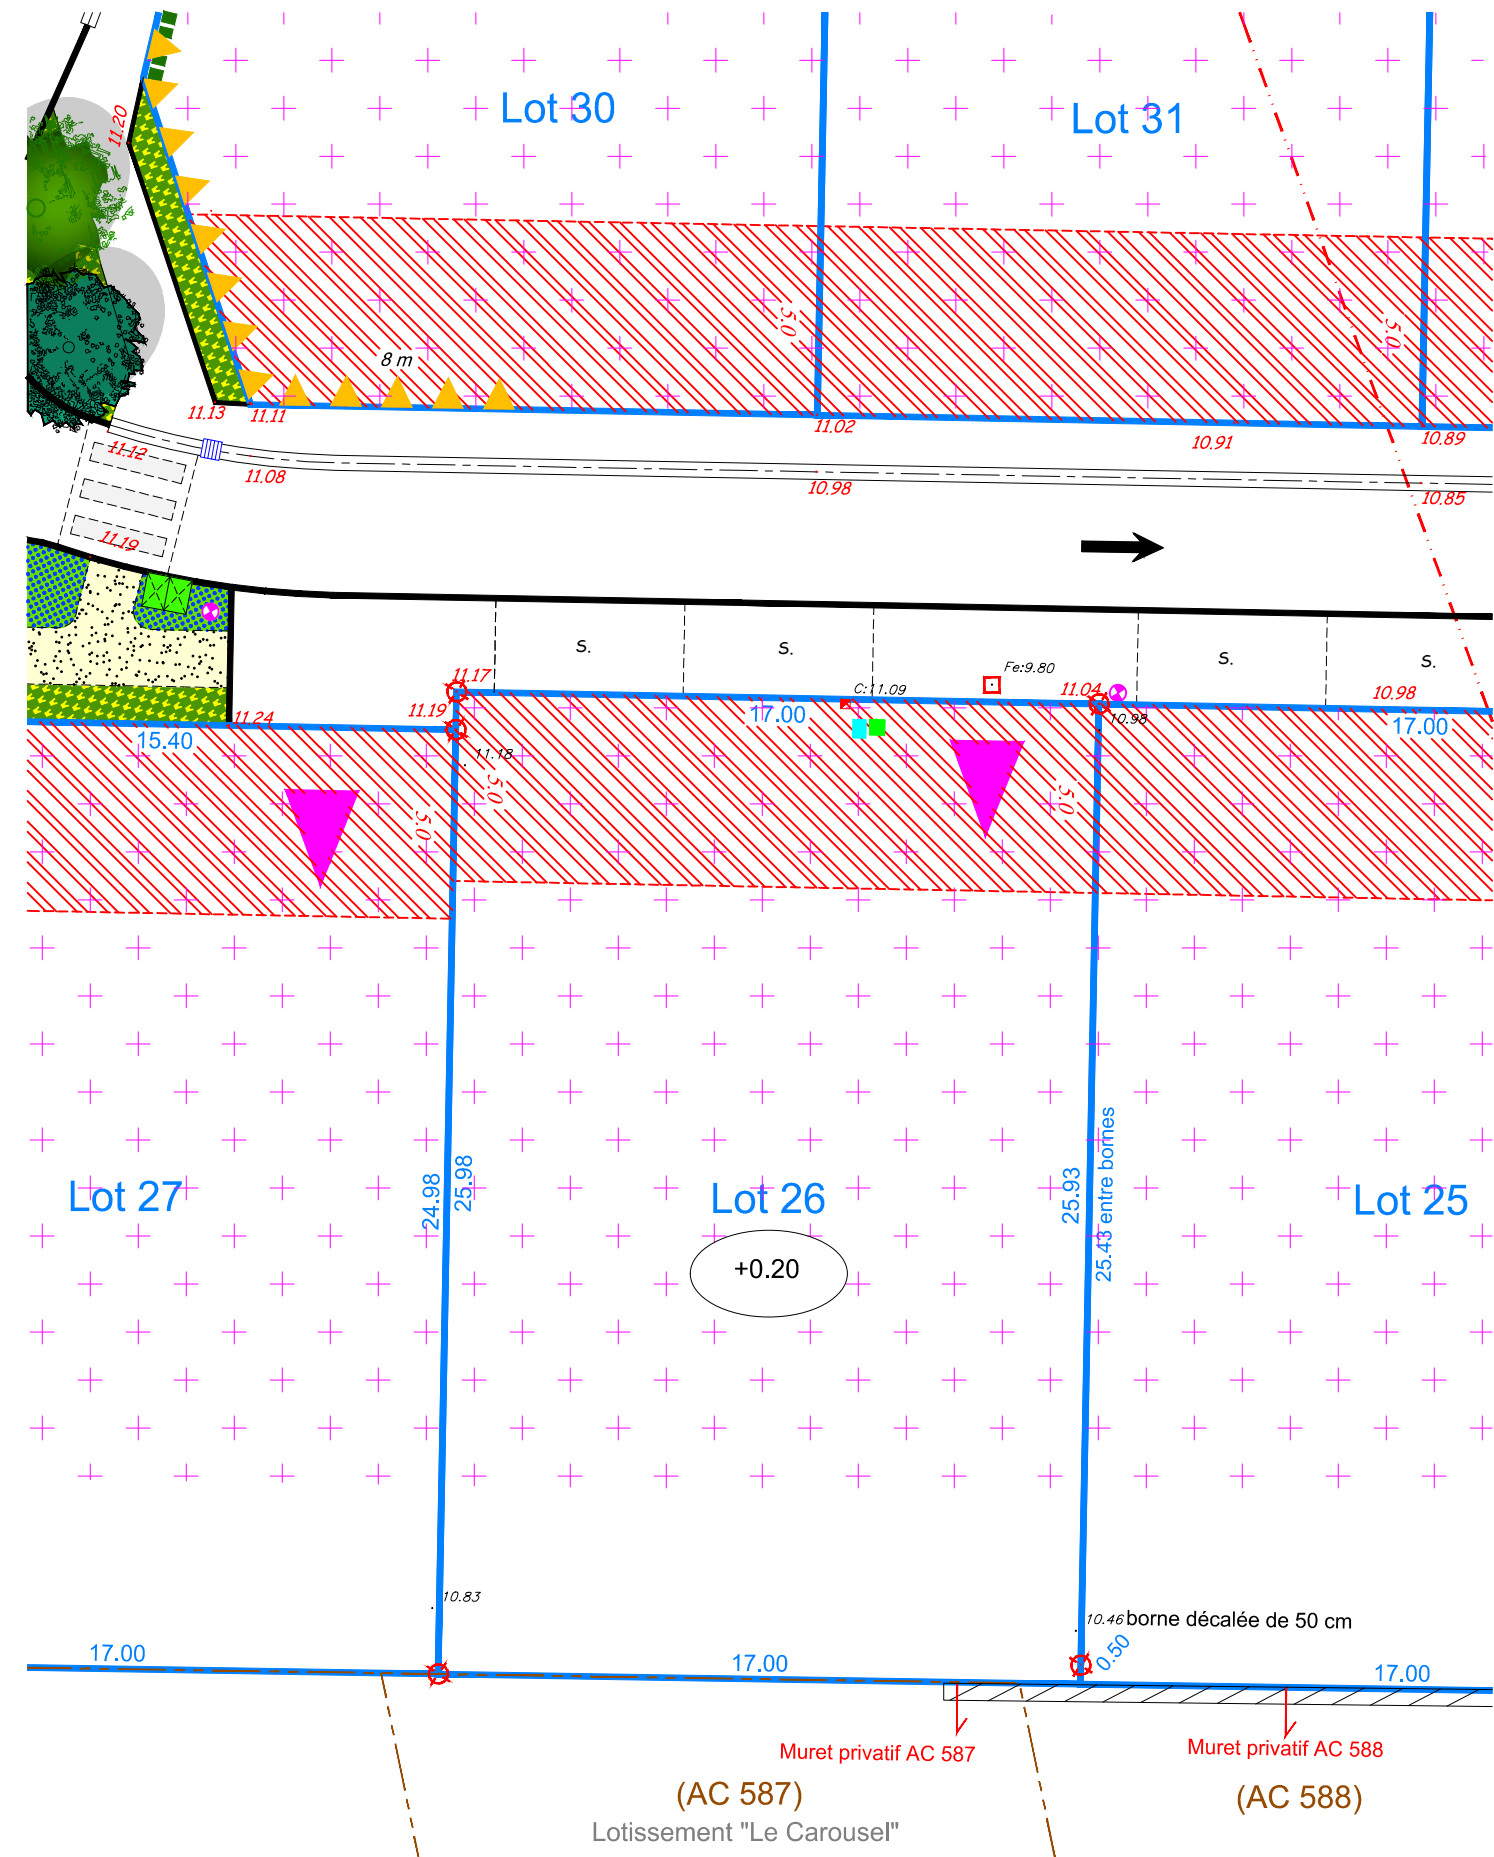 11.20
Lot 30
Lot 31
5.0
5.0
8 m
11.13
11.11
11.02
10.91
10.89
11.12
11.08
10.98
10.85
11.19
s.
s.
s.
s.
Fe:9.80
11.17
C:11.09
11.04
10.98
11.19
11.24
17.00
10.98
17.00
15.40
11.18
5.0
5.0
5.0
24.98
25.98
25.93
25.43 entre bornes
Lot 27
Lot 26
Lot 25
+0.20
10.83
10.46
borne décalée de 50 cm
0.50
17.00
17.00
17.00
Muret privatif AC 587
Muret privatif AC 588
(AC 587)
(AC 588)
Lotissement "Le Carousel"